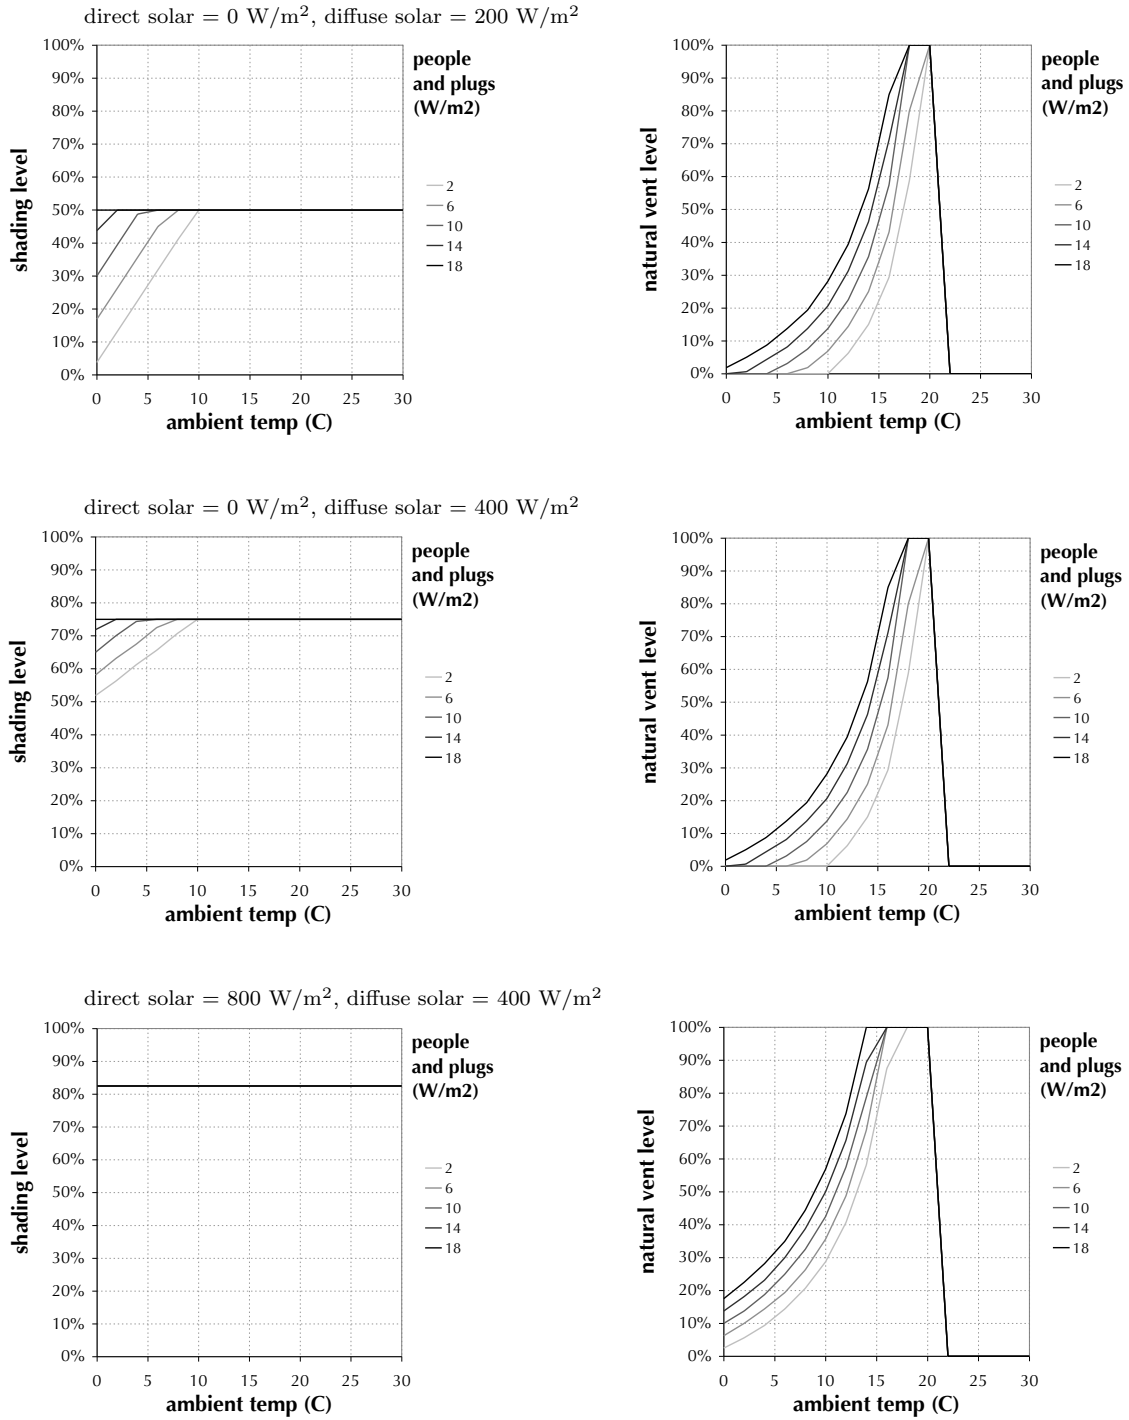 direct solar = 0 W/m², diffuse solar = 200 W/m²
100%
90%
80%
70%
60%
50%
40%
30%
20%
10%
0%
shading level
0 5 10 15 20 25 30
ambient temp (C)
people
and plugs
(W/m2)
2
6
10
14
18
100%
90%
80%
70%
60%
50%
40%
30%
20%
10%
0%
natural vent level
0 5 10 15 20 25 30
ambient temp (C)
people
and plugs
(W/m2)
2
6
10
14
18
direct solar = 0 W/m², diffuse solar = 400 W/m²
100%
90%
80%
70%
60%
50%
40%
30%
20%
10%
0%
shading level
0 5 10 15 20 25 30
ambient temp (C)
people
and plugs
(W/m2)
2
6
10
14
18
100%
90%
80%
70%
60%
50%
40%
30%
20%
10%
0%
natural vent level
0 5 10 15 20 25 30
ambient temp (C)
people
and plugs
(W/m2)
2
6
10
14
18
direct solar = 800 W/m², diffuse solar = 400 W/m²
100%
90%
80%
70%
60%
50%
40%
30%
20%
10%
0%
shading level
0 5 10 15 20 25 30
ambient temp (C)
people
and plugs
(W/m2)
2
6
10
14
18
100%
90%
80%
70%
60%
50%
40%
30%
20%
10%
0%
natural vent level
0 5 10 15 20 25 30
ambient temp (C)
people
and plugs
(W/m2)
2
6
10
14
18